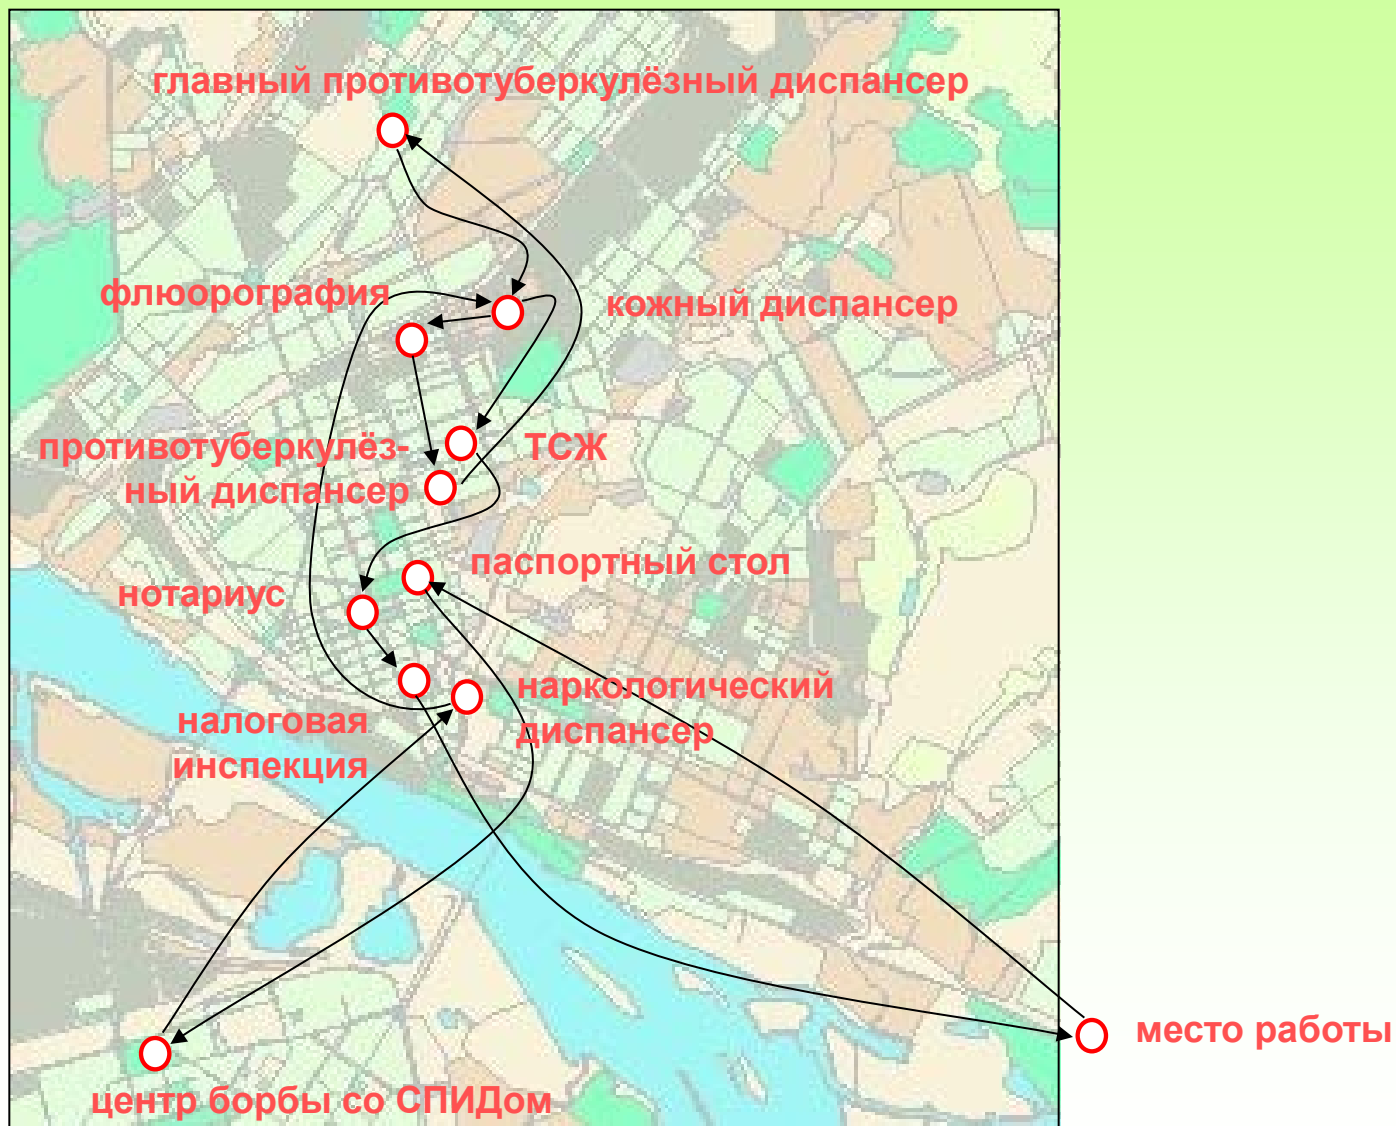 главный противотуберкулёзный диспансер
флюорография
кожный диспансер
противотуберкулёз-
ный диспансер
ТСЖ
паспортный стол
нотариус
наркологический
диспансер
налоговая
инспекция
место работы
центр борбы со СПИДом